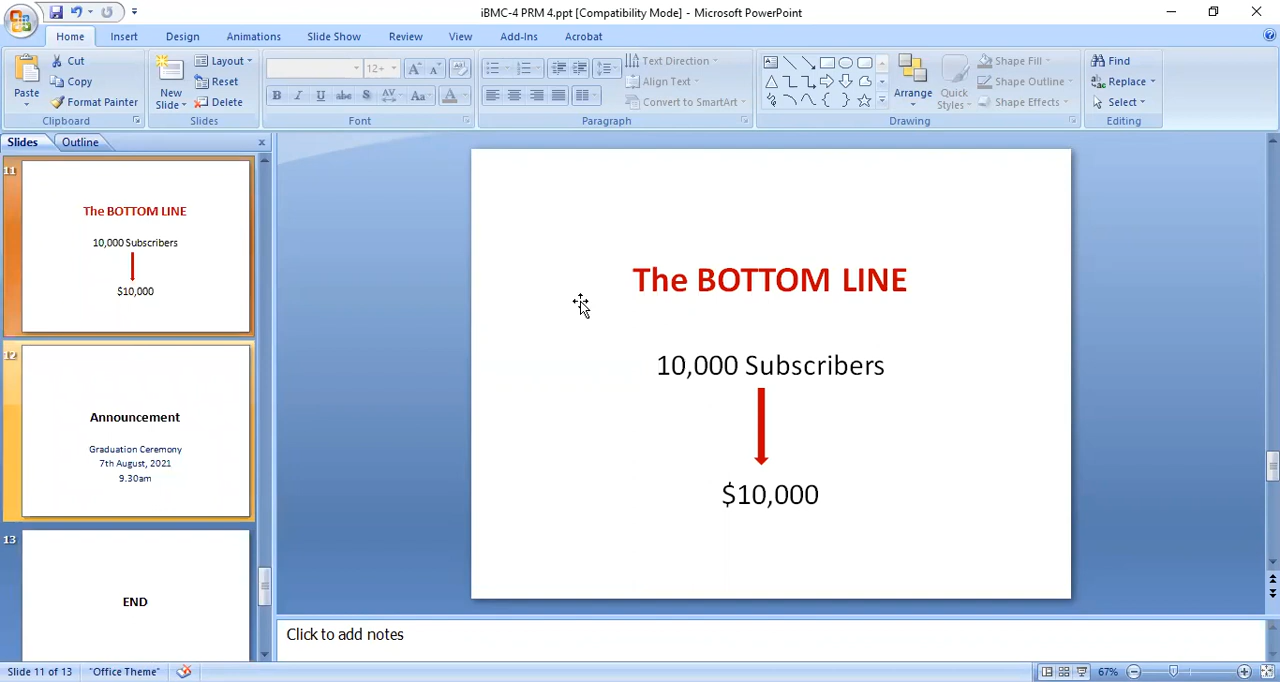 iBMC-4 PRM 4.ppt [Compatibility Mode] - Microsoft PowerPoint
Home Insert Design Animations Slide Show Review View Add-Ins Acrobat
Paste
Cut
Copy
Format Painter
Clipboard
New Slide
Layout
Reset
Delete
Slides
12+
B I U abc S AV Aa A
Font
Text Direction
Align Text
Convert to SmartArt
Paragraph
Arrange
Quick Styles
Shape Fill
Shape Outline
Shape Effects
Drawing
Find
Replace
Select
Editing
Slides Outline
11
The BOTTOM LINE
10,000 Subscribers
$10,000
12
Announcement
Graduation Ceremony
7th August, 2021
9.30am
13
END
The BOTTOM LINE
10,000 Subscribers
$10,000
Click to add notes
Slide 11 of 13 "Office Theme" 67%